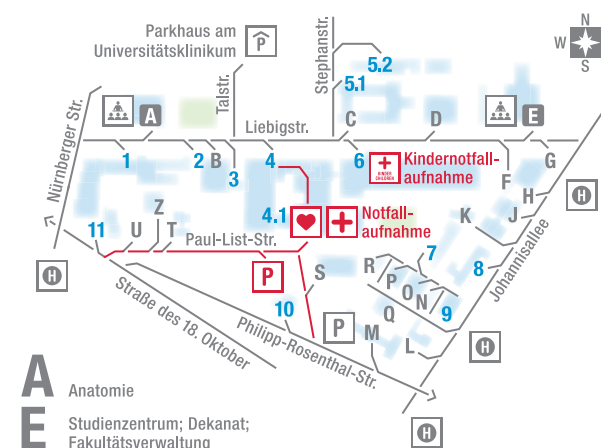 Parkhaus am
Universitätsklinikum
P
Stephanstr.
5.2
5.1
N
W
S
Talstr.
Nürnberger Str.
A
Liebigstr.
C
D
E
1
2
B
3
4
6
KINDER
CHILDREN
Kindernotfall-
aufnahme
F
G
H
H
4.1
Notfall-
aufnahme
K
J
Johannisallee
11
U
Z
T
Paul-List-Str.
7
8
H
P
S
R
P
O
N
9
10
Q
P
M
L
H
Straße des 18. Oktober
Philipp-Rosenthal-Str.
H
A Anatomie
E Studienzentrum; Dekanat;
Fakultätsverwaltung